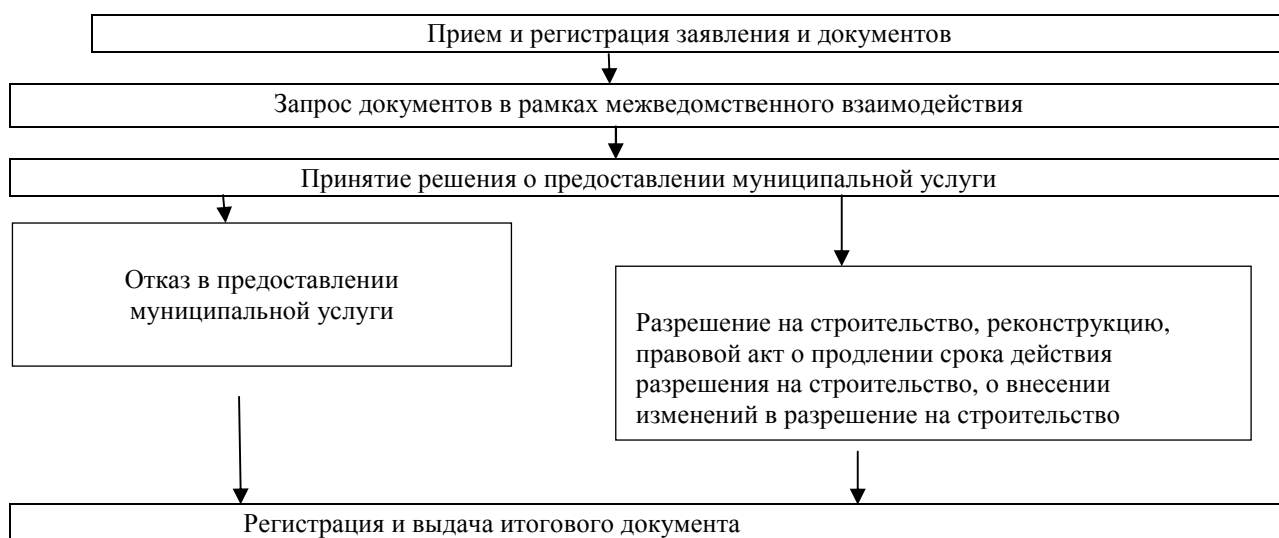 Прием и регистрация заявления и документов
Запрос документов в рамках межведомственного взаимодействия
Принятие решения о предоставлении муниципальной услуги
Отказ в предоставлении
муниципальной услуги
Разрешение на строительство, реконструкцию,
правовой акт о продлении срока действия
разрешения на строительство, о внесении
изменений в разрешение на строительство
Регистрация и выдача итогового документа